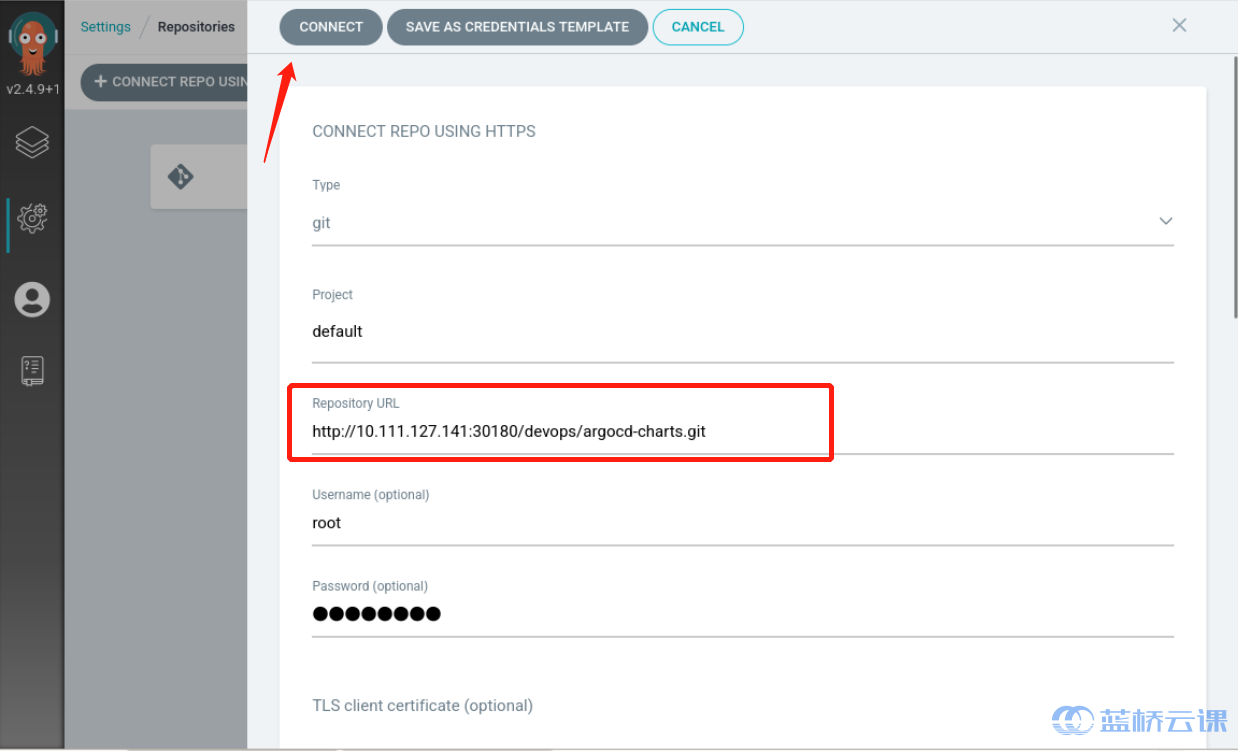 Settings / Repositories
CONNECT
SAVE AS CREDENTIALS TEMPLATE
CANCEL
v2.4.9+1
+ CONNECT REPO USIN
CONNECT REPO USING HTTPS
Type
git
Project
default
Repository URL
http://10.111.127.141:30180/devops/argocd-charts.git
Username (optional)
root
Password (optional)
●●●●●●●●
TLS client certificate (optional)
蓝桥云课